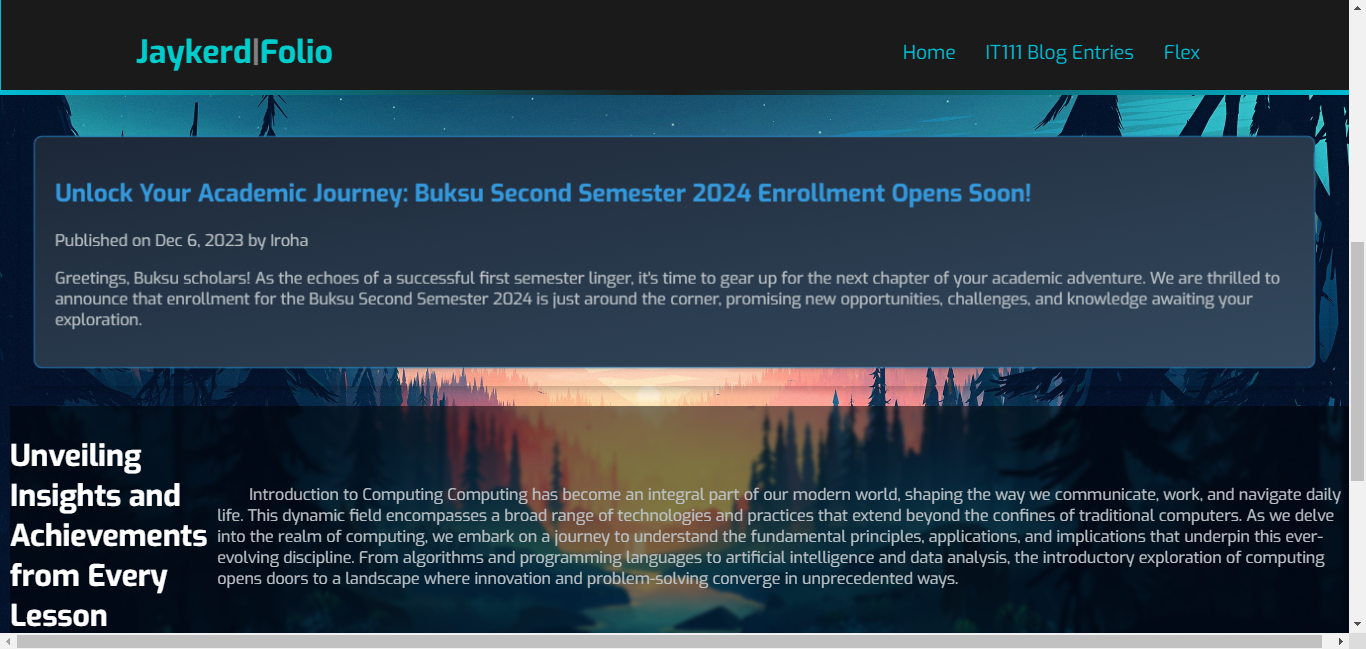 Jaykerd|Folio
Home IT111 Blog Entries Flex
Unlock Your Academic Journey: Buksu Second Semester 2024 Enrollment Opens Soon!
Published on Dec 6, 2023 by Iroha
Greetings, Buksu scholars! As the echoes of a successful first semester linger, it's time to gear up for the next chapter of your academic adventure. We are thrilled to
announce that enrollment for the Buksu Second Semester 2024 is just around the corner, promising new opportunities, challenges, and knowledge awaiting your
exploration.
Unveiling
Insights and
Achievements
from Every
Lesson
Introduction to Computing Computing has become an integral part of our modern world, shaping the way we communicate, work, and navigate daily
life. This dynamic field encompasses a broad range of technologies and practices that extend beyond the confines of traditional computers. As we delve
into the realm of computing, we embark on a journey to understand the fundamental principles, applications, and implications that underpin this ever-
evolving discipline. From algorithms and programming languages to artificial intelligence and data analysis, the introductory exploration of computing
opens doors to a landscape where innovation and problem-solving converge in unprecedented ways.